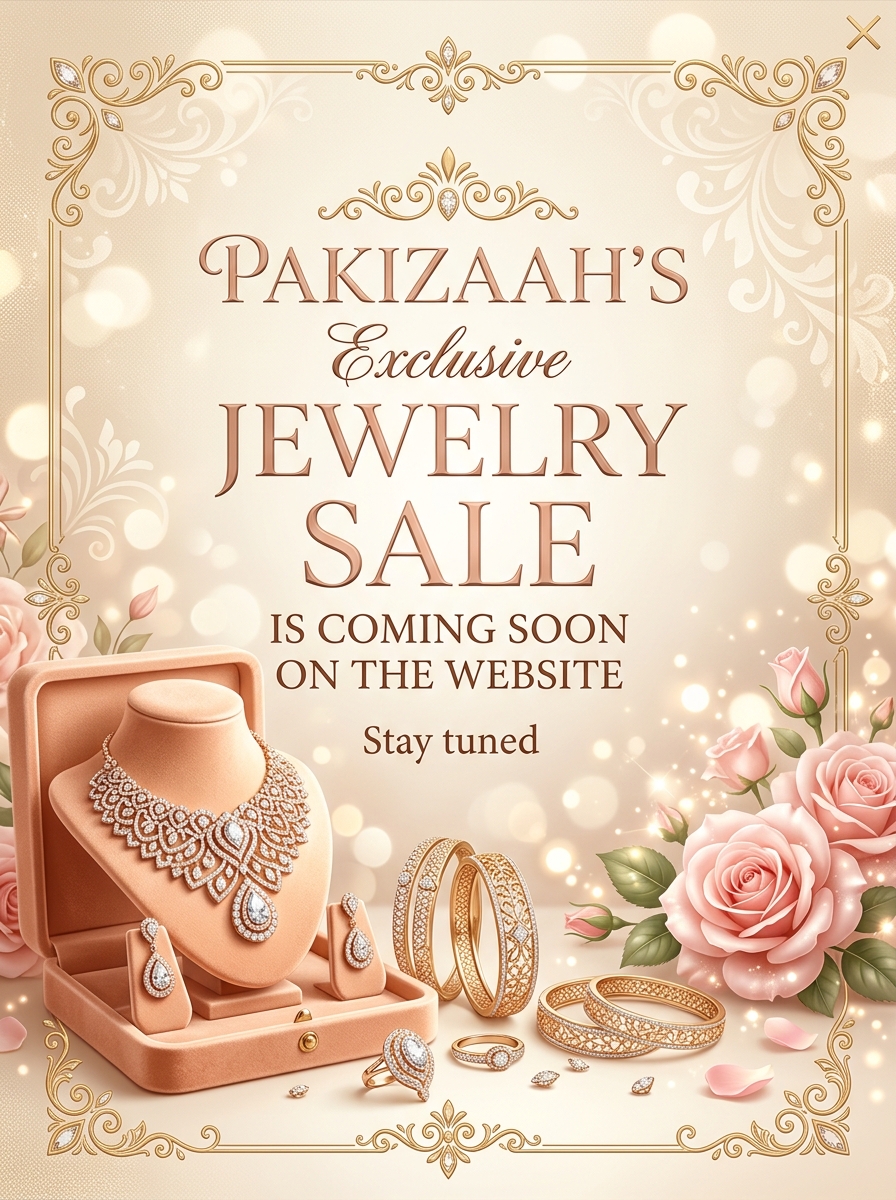 PAKIZAAH'S
Exclusive
JEWELRY
SALE
IS COMING SOON
ON THE WEBSITE
Stay tuned